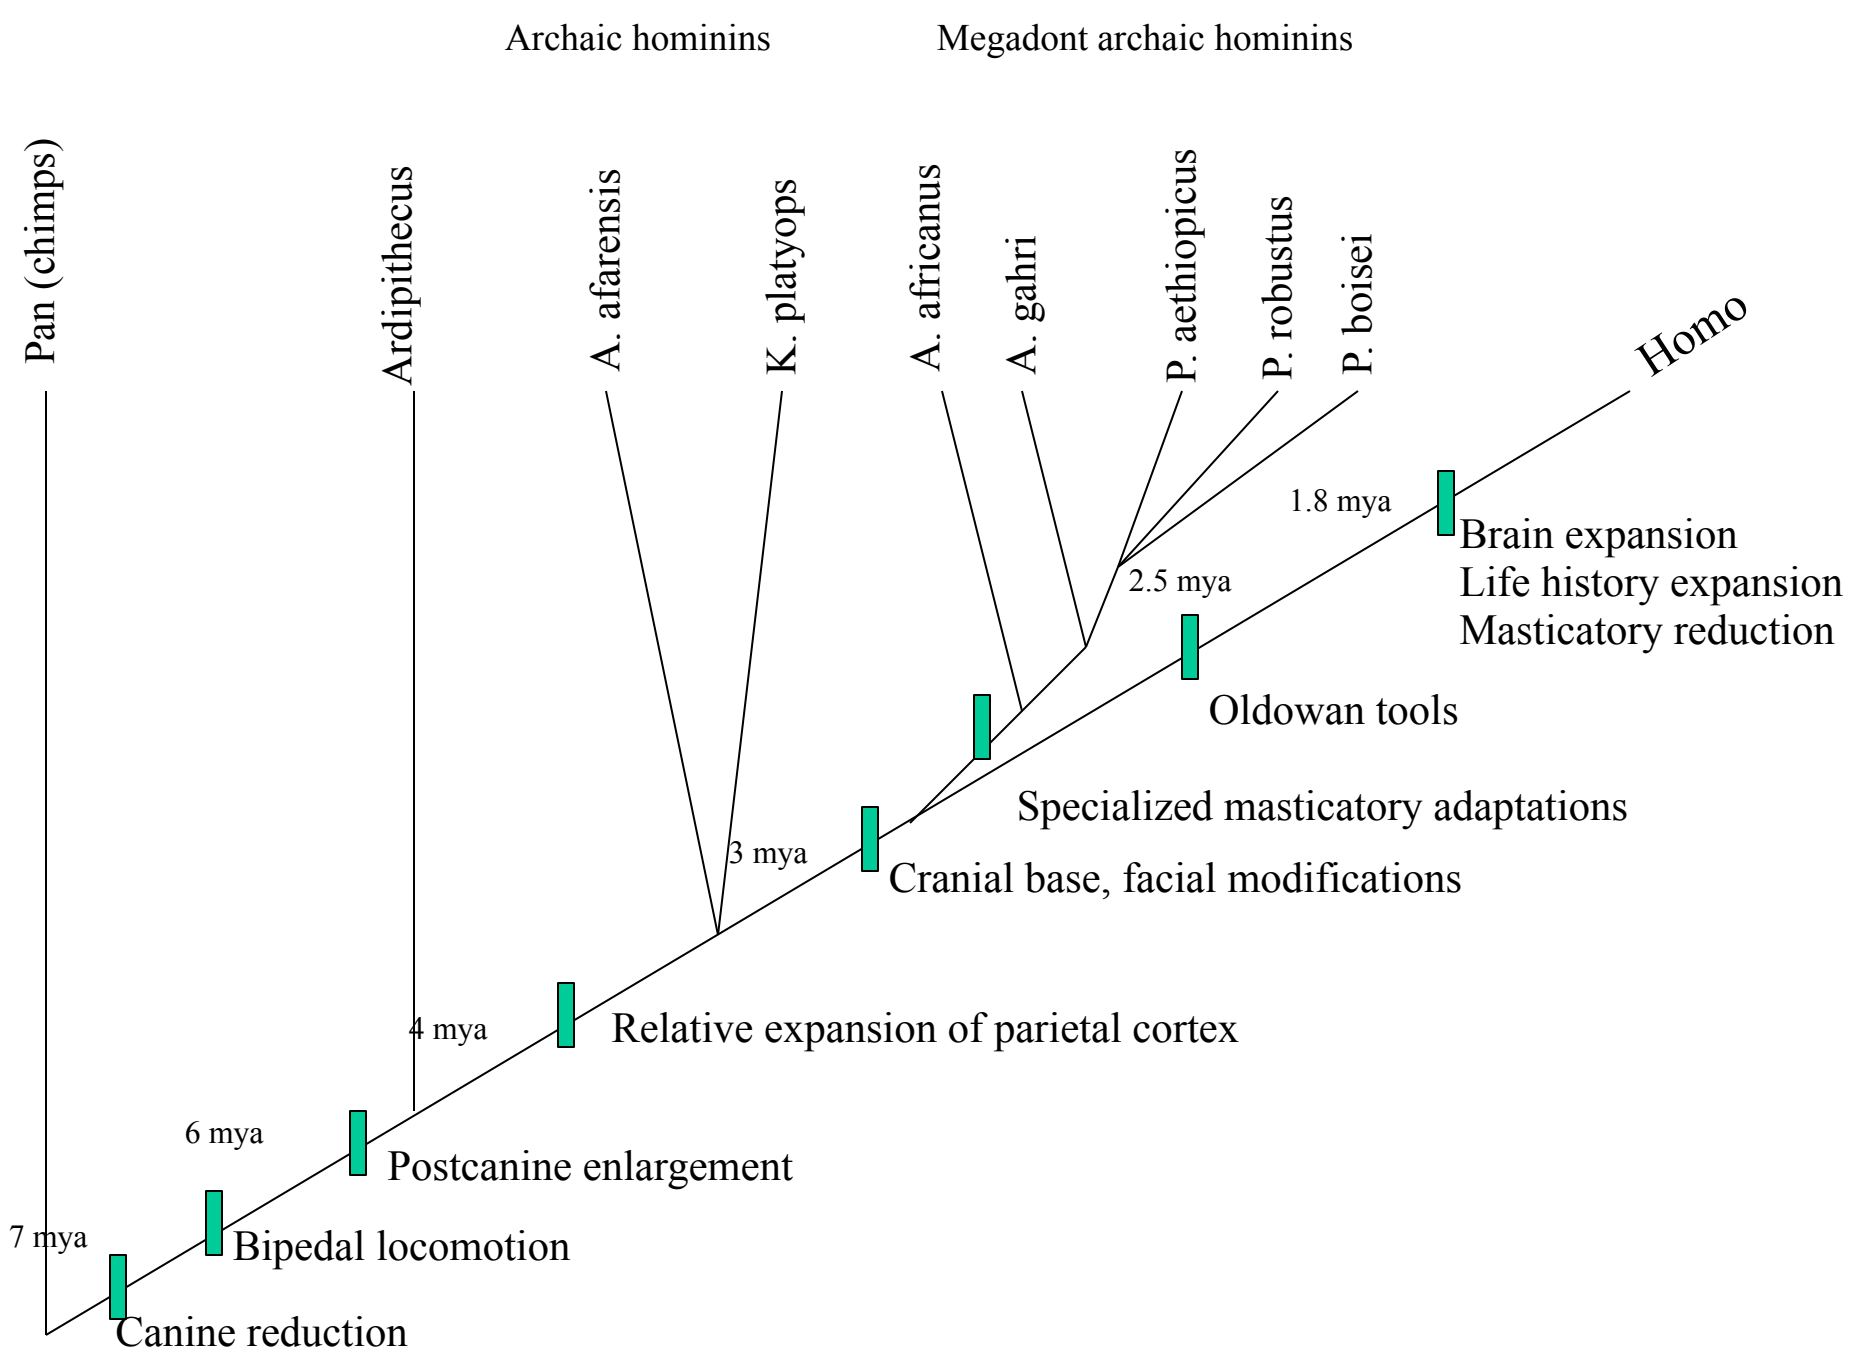 Archaic hominins
Megadont archaic hominins
Pan (chimps)
Ardipithecus
A. afarensis
K. platyops
A. africanus
A. gahri
P. aethiopicus
P. robustus
P. boisei
Homo
1.8 mya
Brain expansion
Life history expansion
Masticatory reduction
2.5 mya
Oldowan tools
Specialized masticatory adaptations
3 mya
Cranial base, facial modifications
4 mya
Relative expansion of parietal cortex
6 mya
Postcanine enlargement
7 mya
Bipedal locomotion
Canine reduction